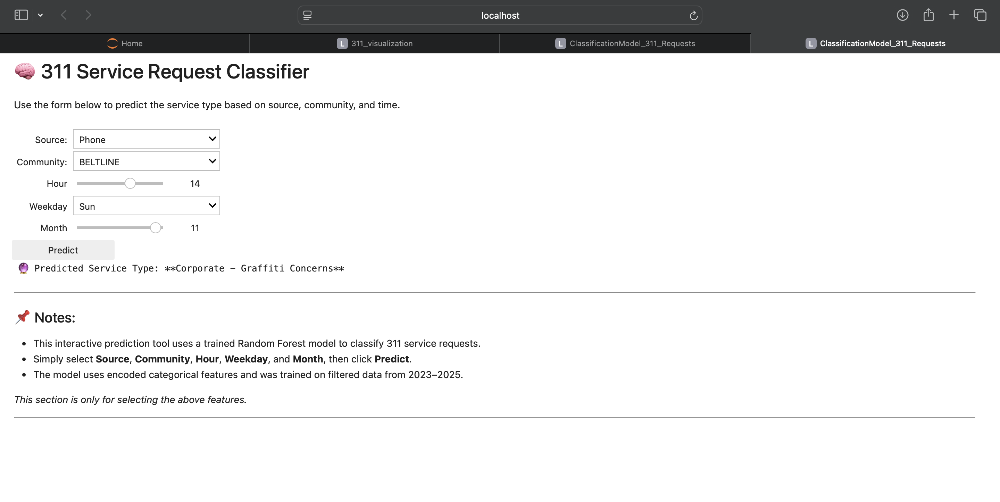 localhost
Home
L 311_visualization
L ClassificationModel_311_Requests
L ClassificationModel_311_Requests
🧠 311 Service Request Classifier
Use the form below to predict the service type based on source, community, and time.
Source: Phone
Community: BELTLINE
Hour 14
Weekday Sun
Month 11
Predict
🔮 Predicted Service Type: **Corporate - Graffiti Concerns**
📌 Notes:
• This interactive prediction tool uses a trained Random Forest model to classify 311 service requests.
• Simply select Source, Community, Hour, Weekday, and Month, then click Predict.
• The model uses encoded categorical features and was trained on filtered data from 2023–2025.
This section is only for selecting the above features.